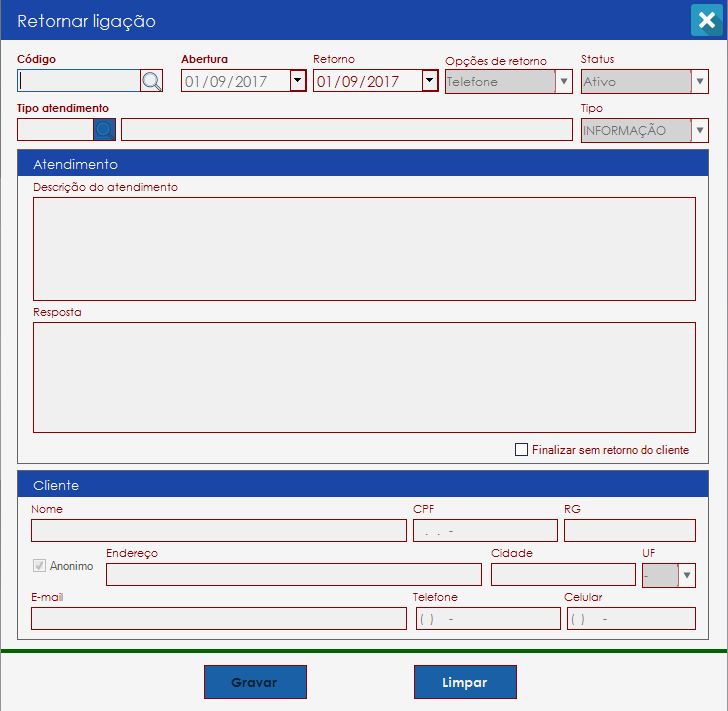 Retornar ligação
Código Abertura Retorno Opções de retorno Status
01/09/2017 01/09/2017 Telefone Ativo
Tipo atendimento Tipo
INFORMAÇÃO
Atendimento
Descrição do atendimento
Resposta
Finalizar sem retorno do cliente
Cliente
Nome CPF RG
. . -
Endereço Cidade UF
Anonimo -
E-mail Telefone Celular
( ) - ( ) -
Gravar Limpar